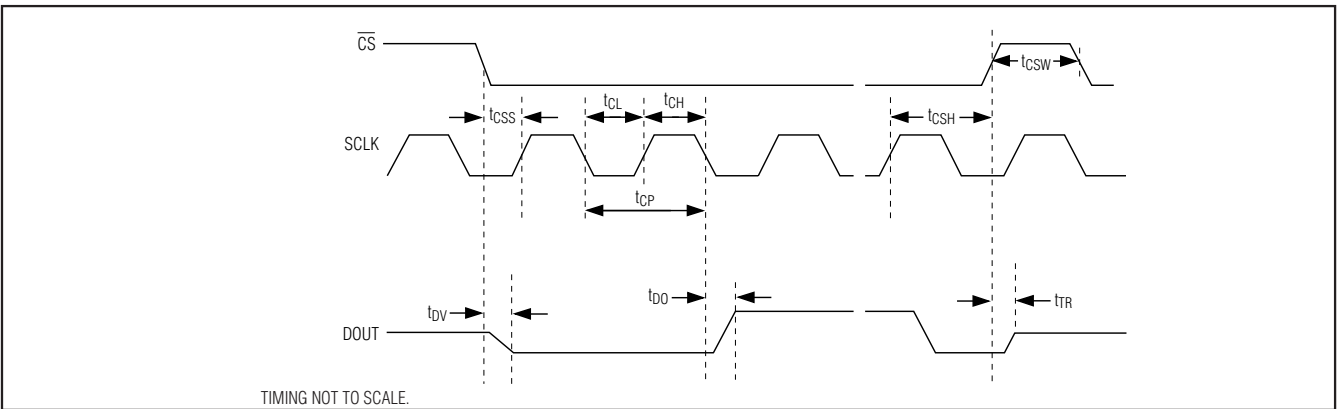 CS
tCSW
tCSS
tCL
tCH
tCSH
SCLK
tCP
tDV
tDO
tTR
DOUT
TIMING NOT TO SCALE.